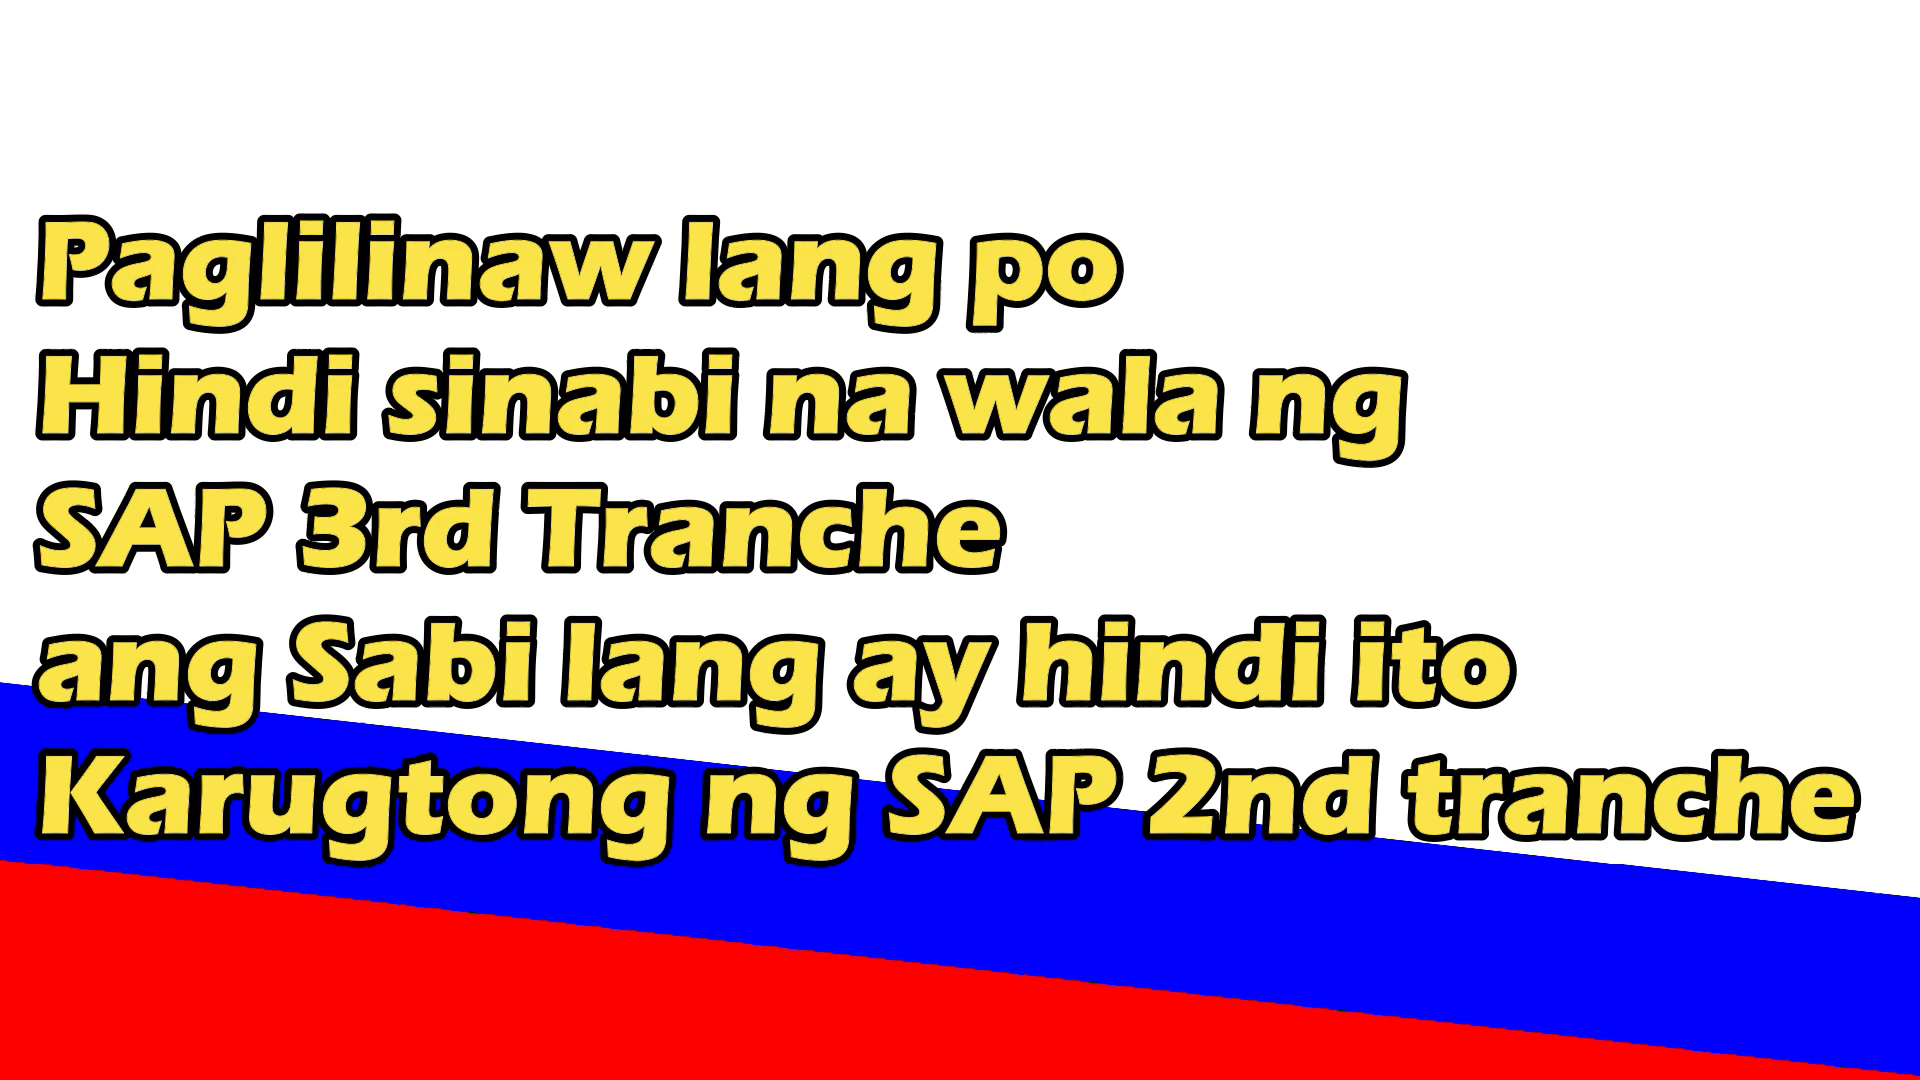 Paglilinaw lang po
Hindi sinabi na wala ng
SAP 3rd Tranche
ang Sabi lang ay hindi ito
Karugtong ng SAP 2nd tranche